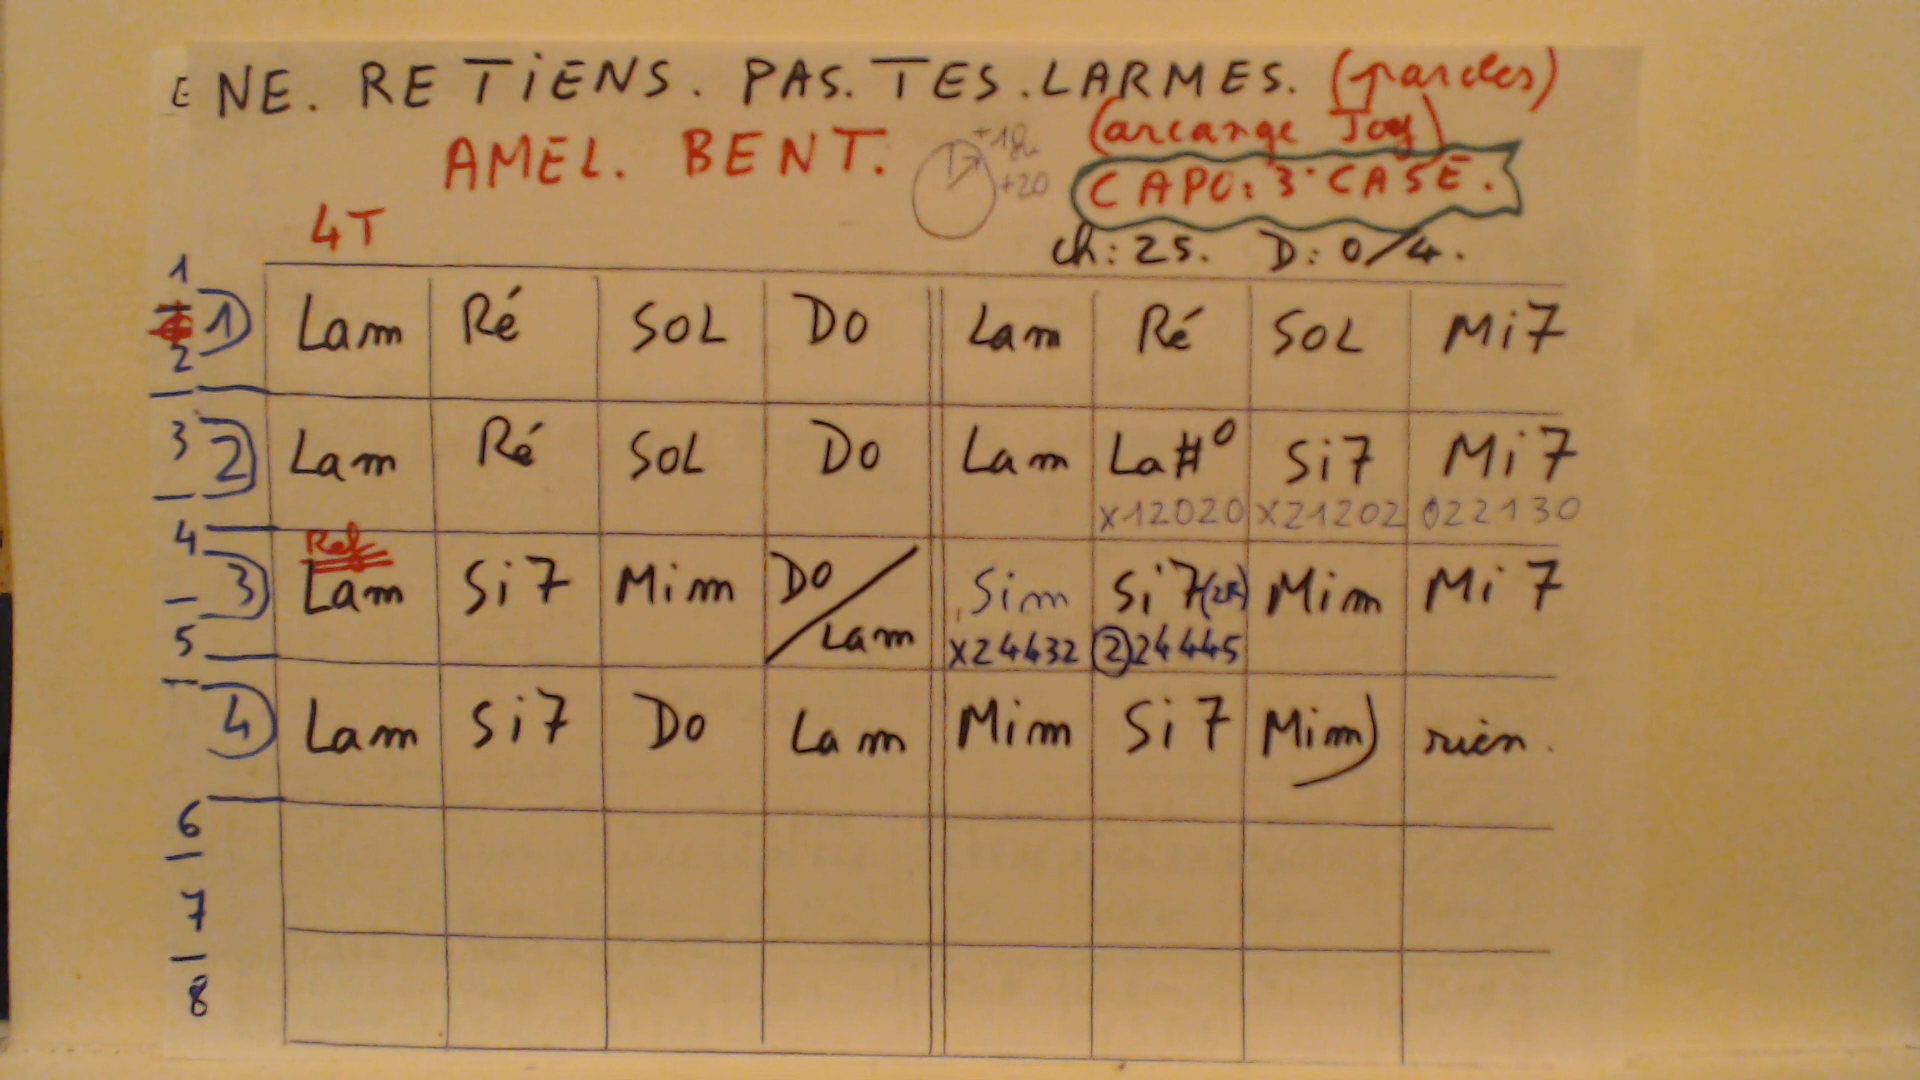 NE. RETIENS. PAS. TES. LARMES. (paroles)
AMEL. BENT. (arcange Joy)
+18h
+20
CAPO: 3° CASE.
4T ch: 25. D: 0/4.
1
2
1) Lam Ré SOL DO Lam Ré SOL Mi7
3 2) Lam Ré SOL DO Lam La#° Si7 Mi7
x12020 x21202 022130
4 Ref
3) Lam Si7 Mim DO/Lam Sim Si7(2R) Mim Mi7
5 x24432 ②24445
4) Lam Si7 DO Lam Mim Si7 Mim) rien.
6
7
8